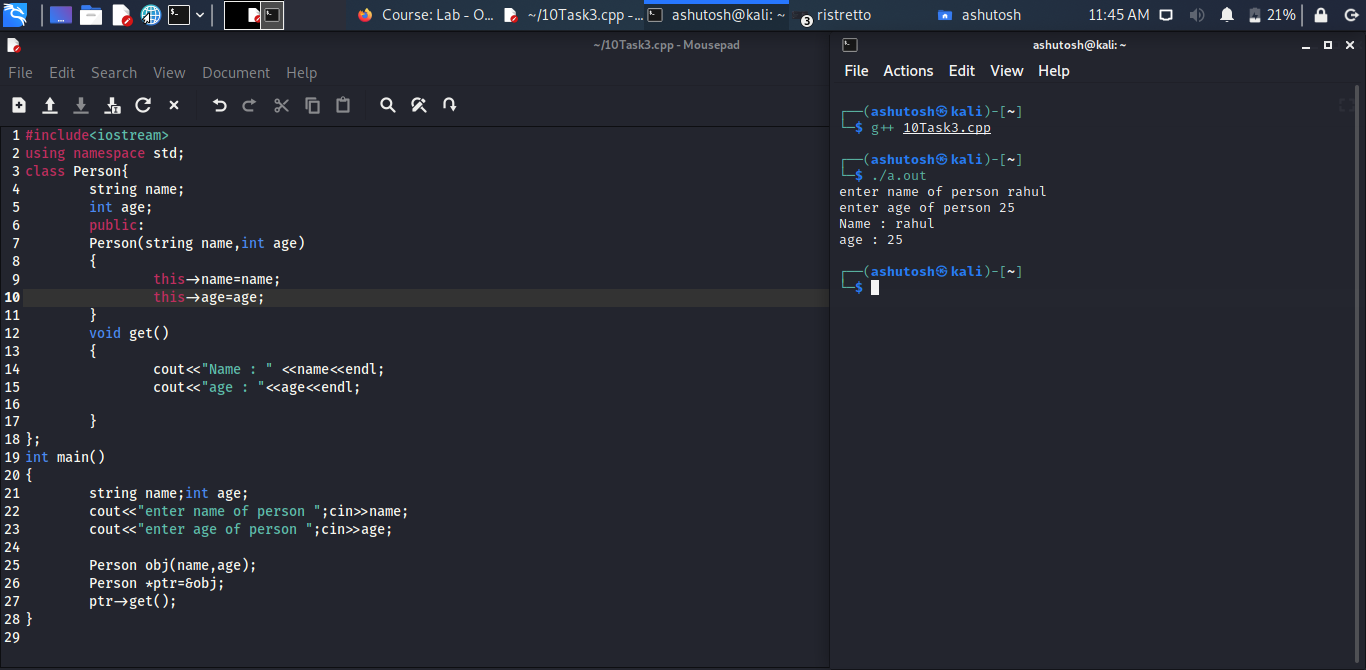 Course: Lab - O... ~/10Task3.cpp -... ashutosh@kali: ~ 3 ristretto ashutosh 11:45 AM 21%
~/10Task3.cpp - Mousepad
File Edit Search View Document Help
1 #include<iostream>
2 using namespace std;
3 class Person{
4 string name;
5 int age;
6 public:
7 Person(string name,int age)
8 {
9 this->name=name;
10 this->age=age;
11 }
12 void get()
13 {
14 cout<<"Name : " <<name<<endl;
15 cout<<"age : "<<age<<endl;
16
17 }
18 };
19 int main()
20 {
21 string name;int age;
22 cout<<"enter name of person ";cin>>name;
23 cout<<"enter age of person ";cin>>age;
24
25 Person obj(name,age);
26 Person *ptr=&obj;
27 ptr->get();
28 }
29
ashutosh@kali: ~
File Actions Edit View Help
┌──(ashutosh㉿kali)-[~]
└─$ g++ 10Task3.cpp
┌──(ashutosh㉿kali)-[~]
└─$ ./a.out
enter name of person rahul
enter age of person 25
Name : rahul
age : 25
┌──(ashutosh㉿kali)-[~]
└─$